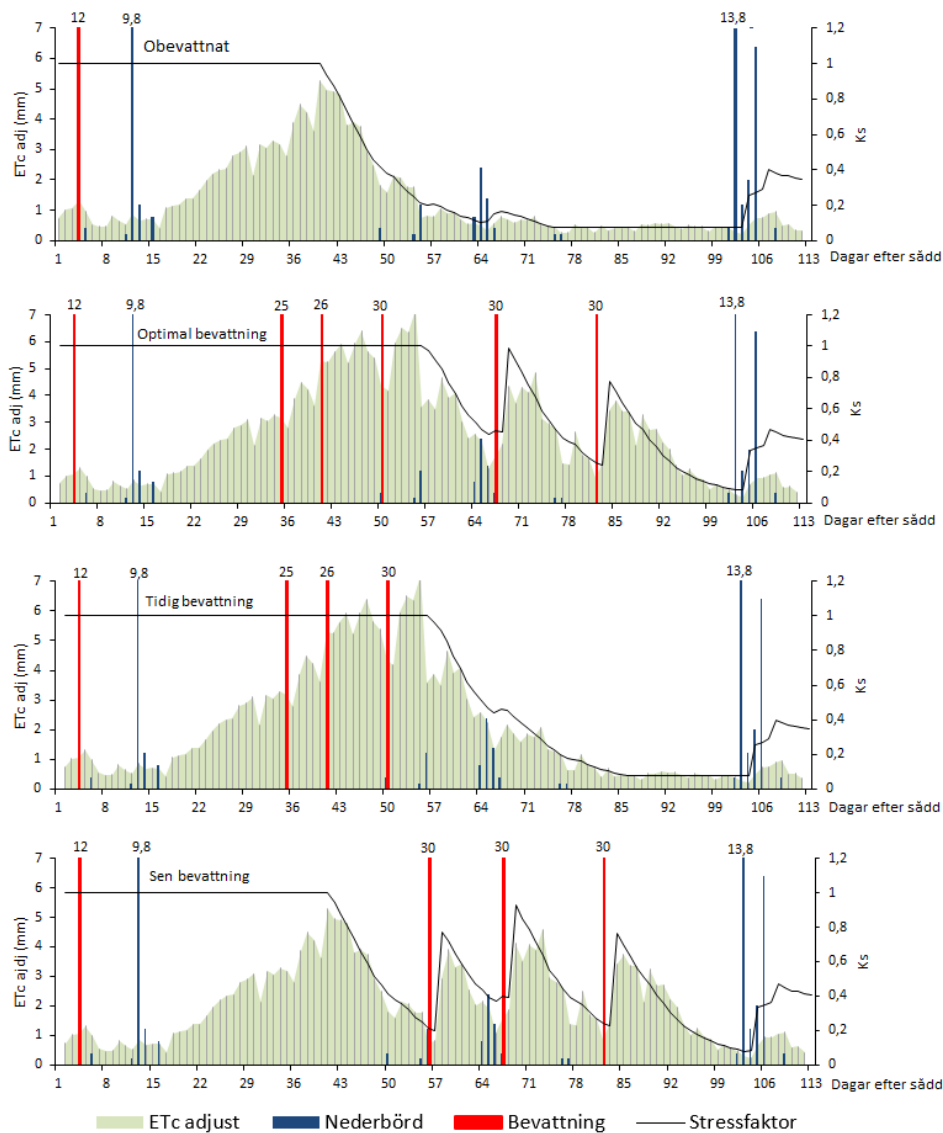 12 9,8 13,8
7 6 5 4 3 2 1 0
ETc adj (mm)
Obevattnat
1,2 1 0,8 0,6 0,4 0,2 0
Ks
1 8 15 22 29 36 43 50 57 64 71 78 85 92 99 106 113 Dagar efter sådd
12 9,8 25 26 30 30 30 13,8
7 6 5 4 3 2 1 0
ETc adj (mm)
Optimal bevattning
1,2 1 0,8 0,6 0,4 0,2 0
Ks
1 8 15 22 29 36 43 50 57 64 71 78 85 92 99 106 113 Dagar efter sådd
12 9,8 25 26 30 13,8
7 6 5 4 3 2 1 0
ETc adj (mm)
Tidig bevattning
1,2 1 0,8 0,6 0,4 0,2 0
Ks
1 8 15 22 29 36 43 50 57 64 71 78 85 92 99 106 113 Dagar efter sådd
12 9,8 30 30 30 13,8
7 6 5 4 3 2 1 0
ETc ajdj (mm)
Sen bevattning
1,2 1 0,8 0,6 0,4 0,2 0
Ks
1 8 15 22 29 36 43 50 57 64 71 78 85 92 99 106 113 Dagar efter sådd
ETc adjust Nederbörd Bevattning Stressfaktor